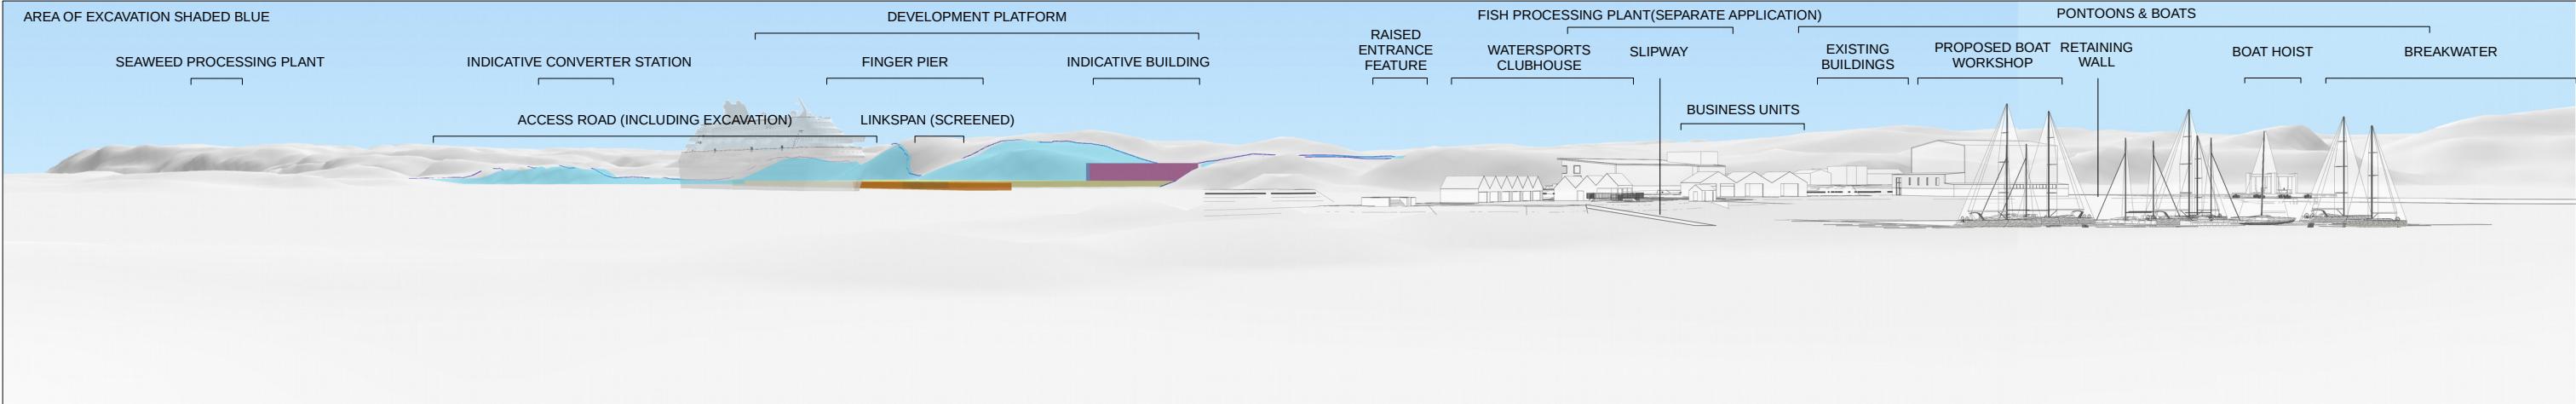 AREA OF EXCAVATION SHADED BLUE
DEVELOPMENT PLATFORM
FISH PROCESSING PLANT(SEPARATE APPLICATION)
PONTOONS & BOATS
SEAWEED PROCESSING PLANT
INDICATIVE CONVERTER STATION
FINGER PIER
INDICATIVE BUILDING
RAISED
ENTRANCE
FEATURE
WATERSPORTS
CLUBHOUSE
SLIPWAY
EXISTING
BUILDINGS
PROPOSED BOAT
WORKSHOP
RETAINING
WALL
BOAT HOIST
BREAKWATER
ACCESS ROAD (INCLUDING EXCAVATION)
LINKSPAN (SCREENED)
BUSINESS UNITS